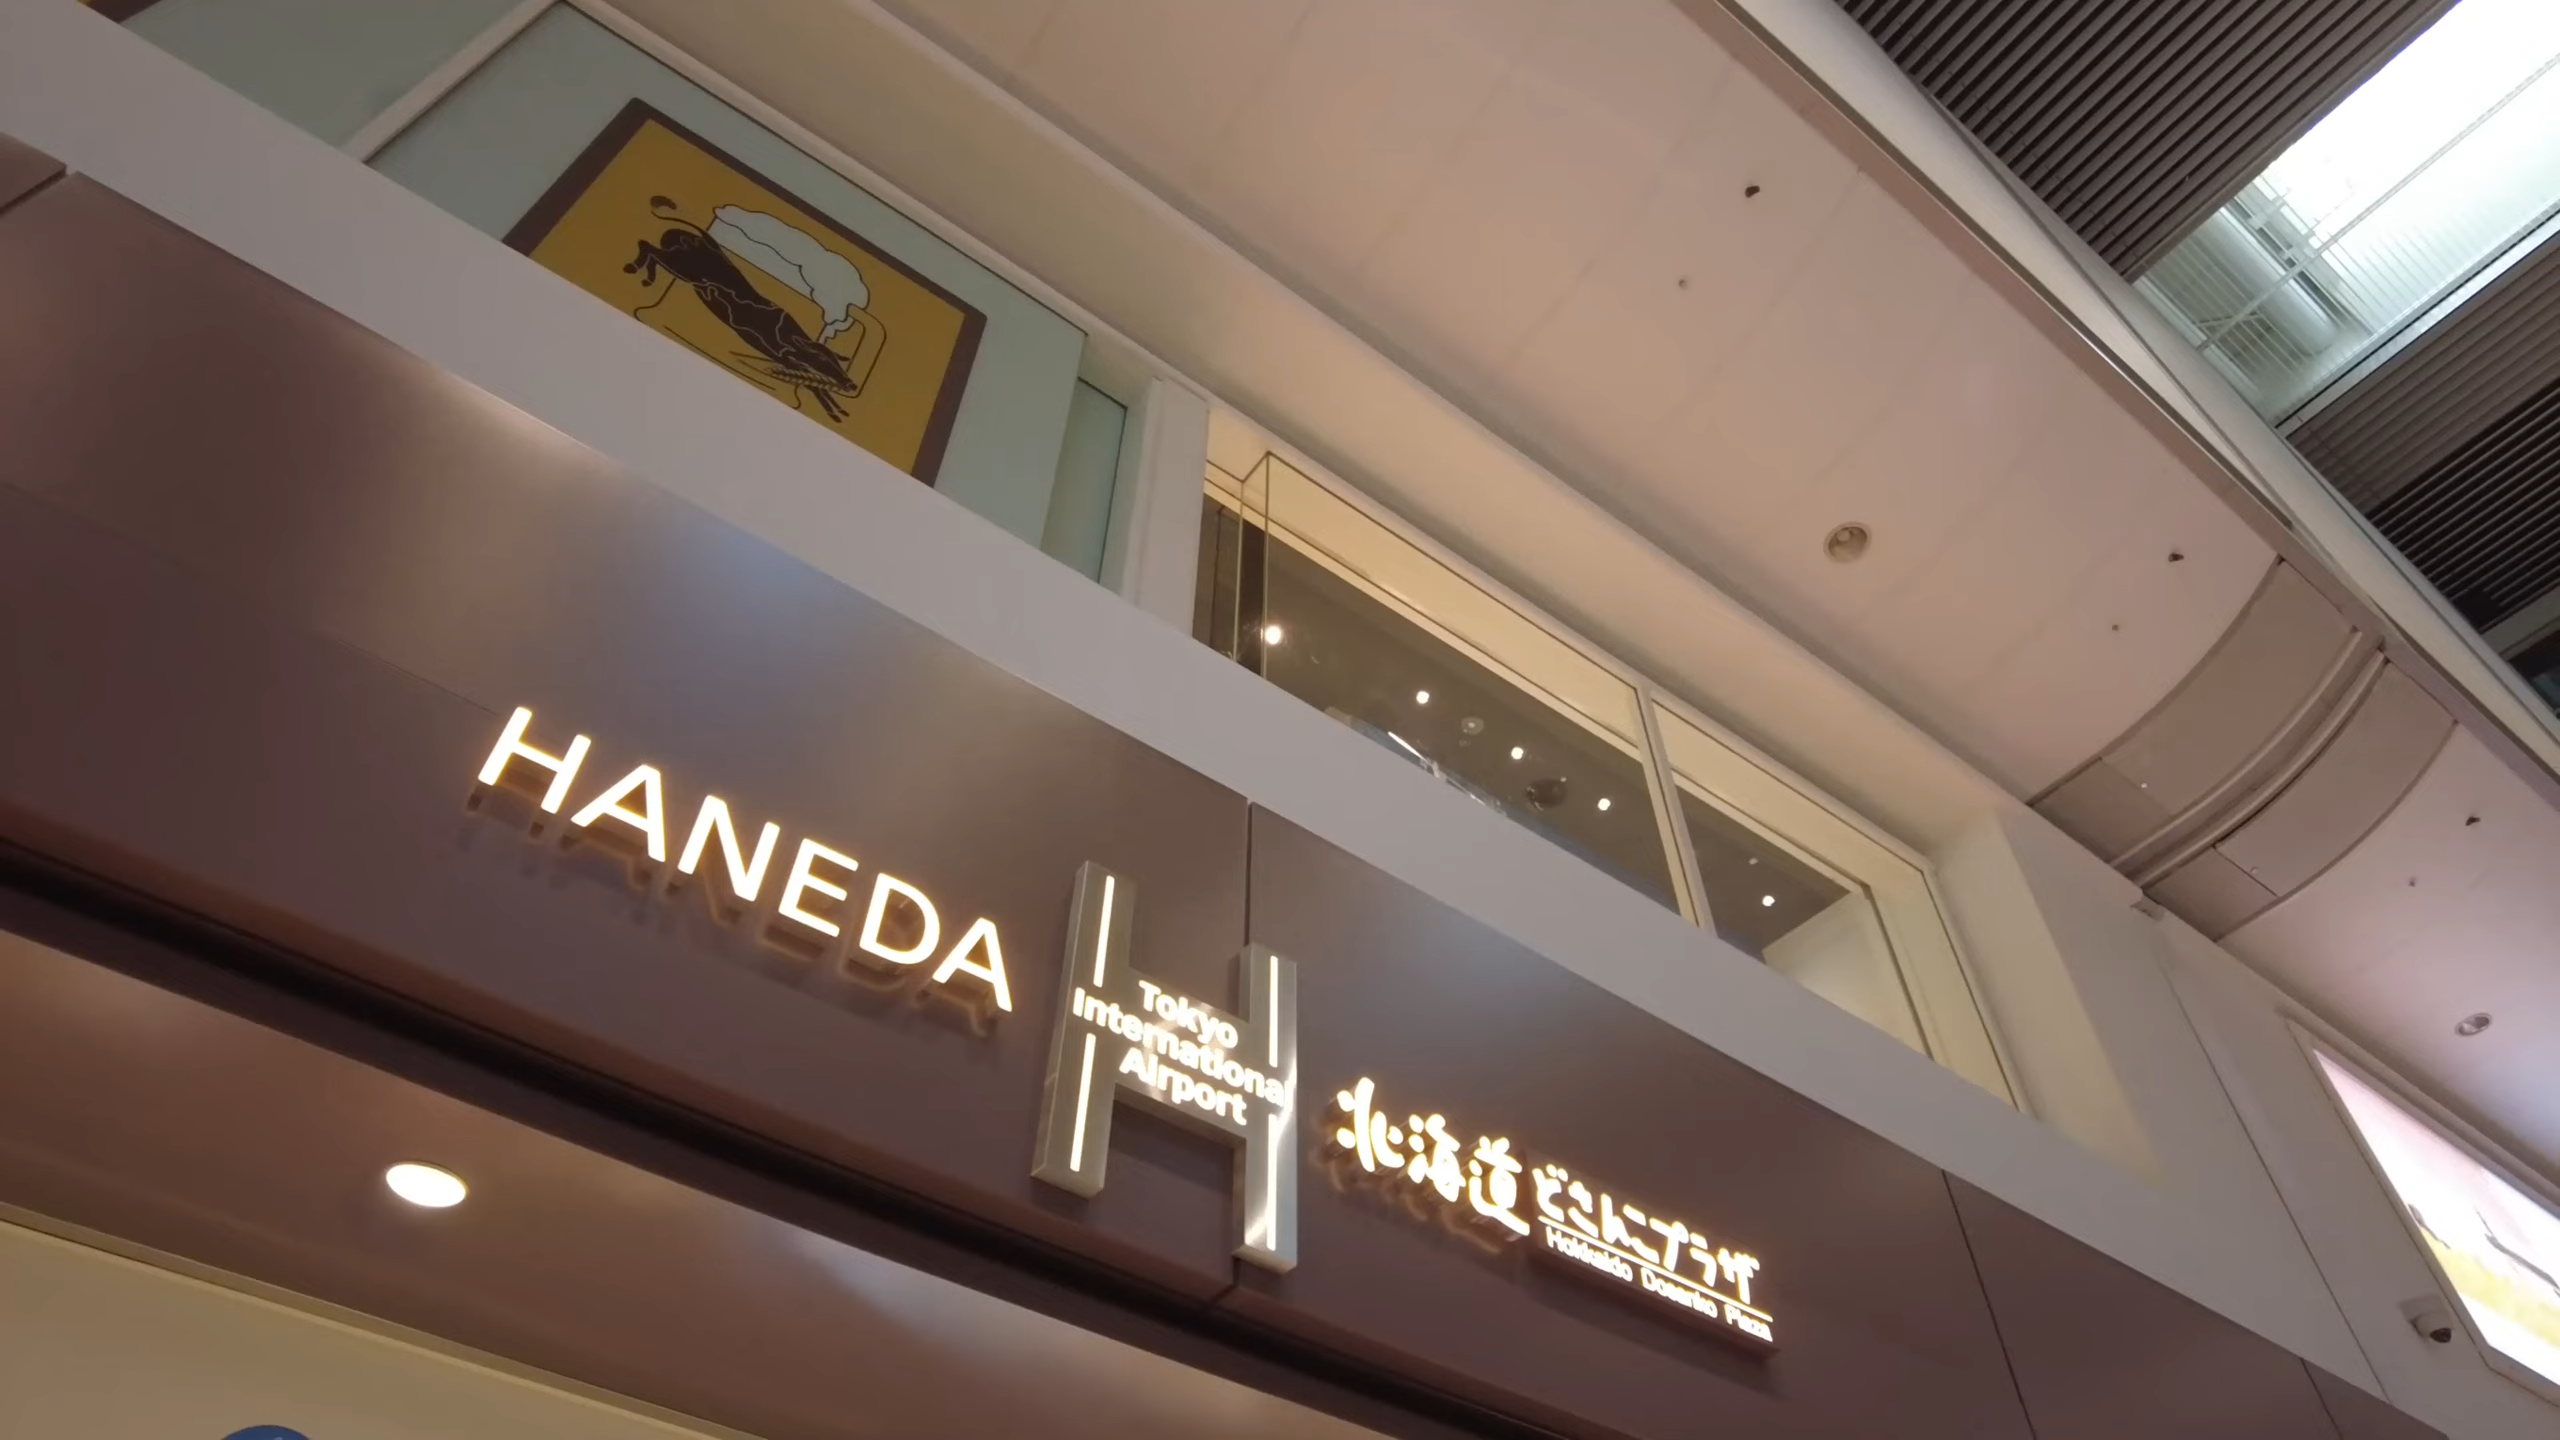 HANEDA
Tokyo
International
Airport
北海道
どさんこプラザ
Hokkaido Dosanko Plaza